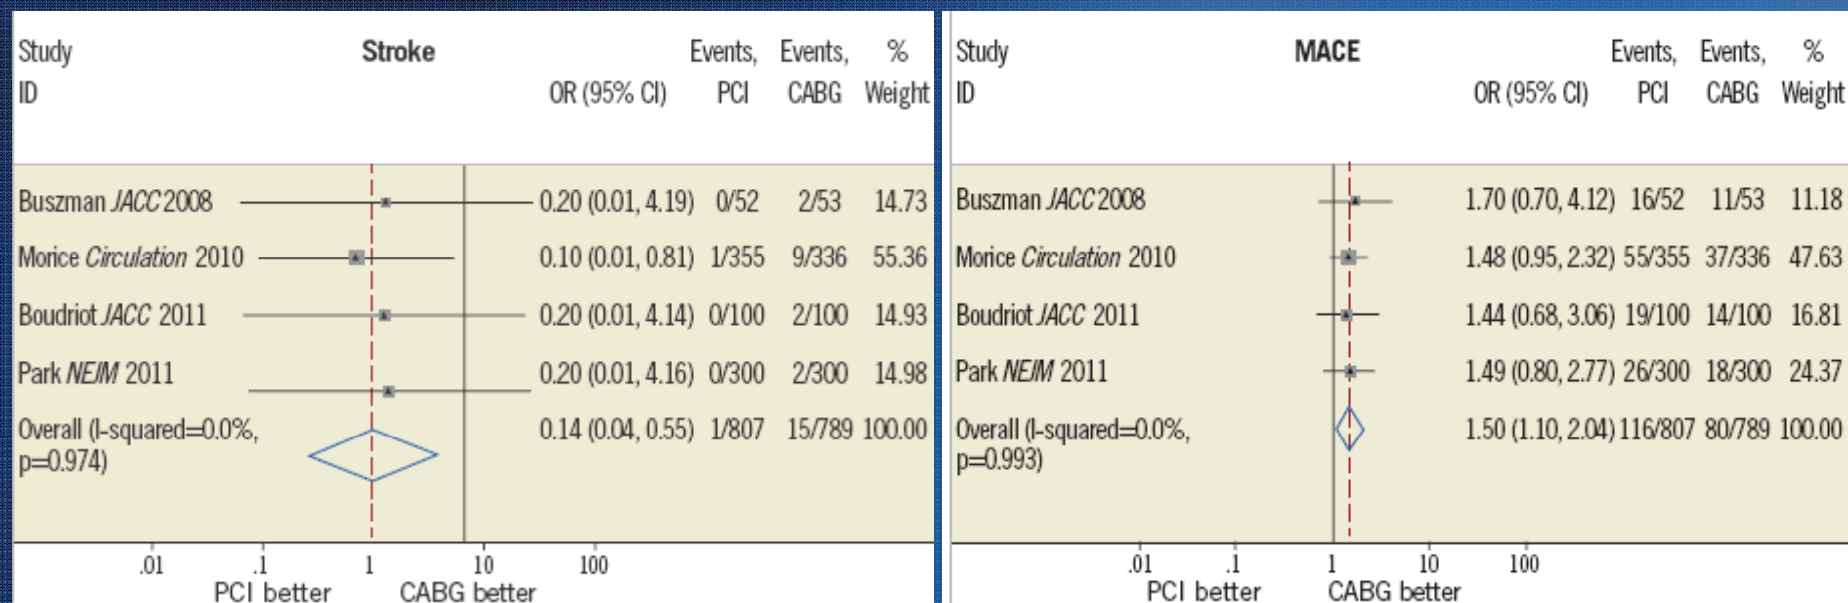 Study Stroke Events, Events, %
ID OR (95% CI) PCI CABG Weight
Buszman JACC 2008 0.20 (0.01, 4.19) 0/52 2/53 14.73
Morice Circulation 2010 0.10 (0.01, 0.81) 1/355 9/336 55.36
Boudriot JACC 2011 0.20 (0.01, 4.14) 0/100 2/100 14.93
Park NEJM 2011 0.20 (0.01, 4.16) 0/300 2/300 14.98
Overall (I-squared=0.0%, 0.14 (0.04, 0.55) 1/807 15/789 100.00
p=0.974)
.01 .1 1 10 100
PCI better CABG better
Study MACE Events, Events, %
ID OR (95% CI) PCI CABG Weight
Buszman JACC 2008 1.70 (0.70, 4.12) 16/52 11/53 11.18
Morice Circulation 2010 1.48 (0.95, 2.32) 55/355 37/336 47.63
Boudriot JACC 2011 1.44 (0.68, 3.06) 19/100 14/100 16.81
Park NEJM 2011 1.49 (0.80, 2.77) 26/300 18/300 24.37
Overall (I-squared=0.0%, 1.50 (1.10, 2.04) 116/807 80/789 100.00
p=0.993)
.01 .1 1 10 100
PCI better CABG better